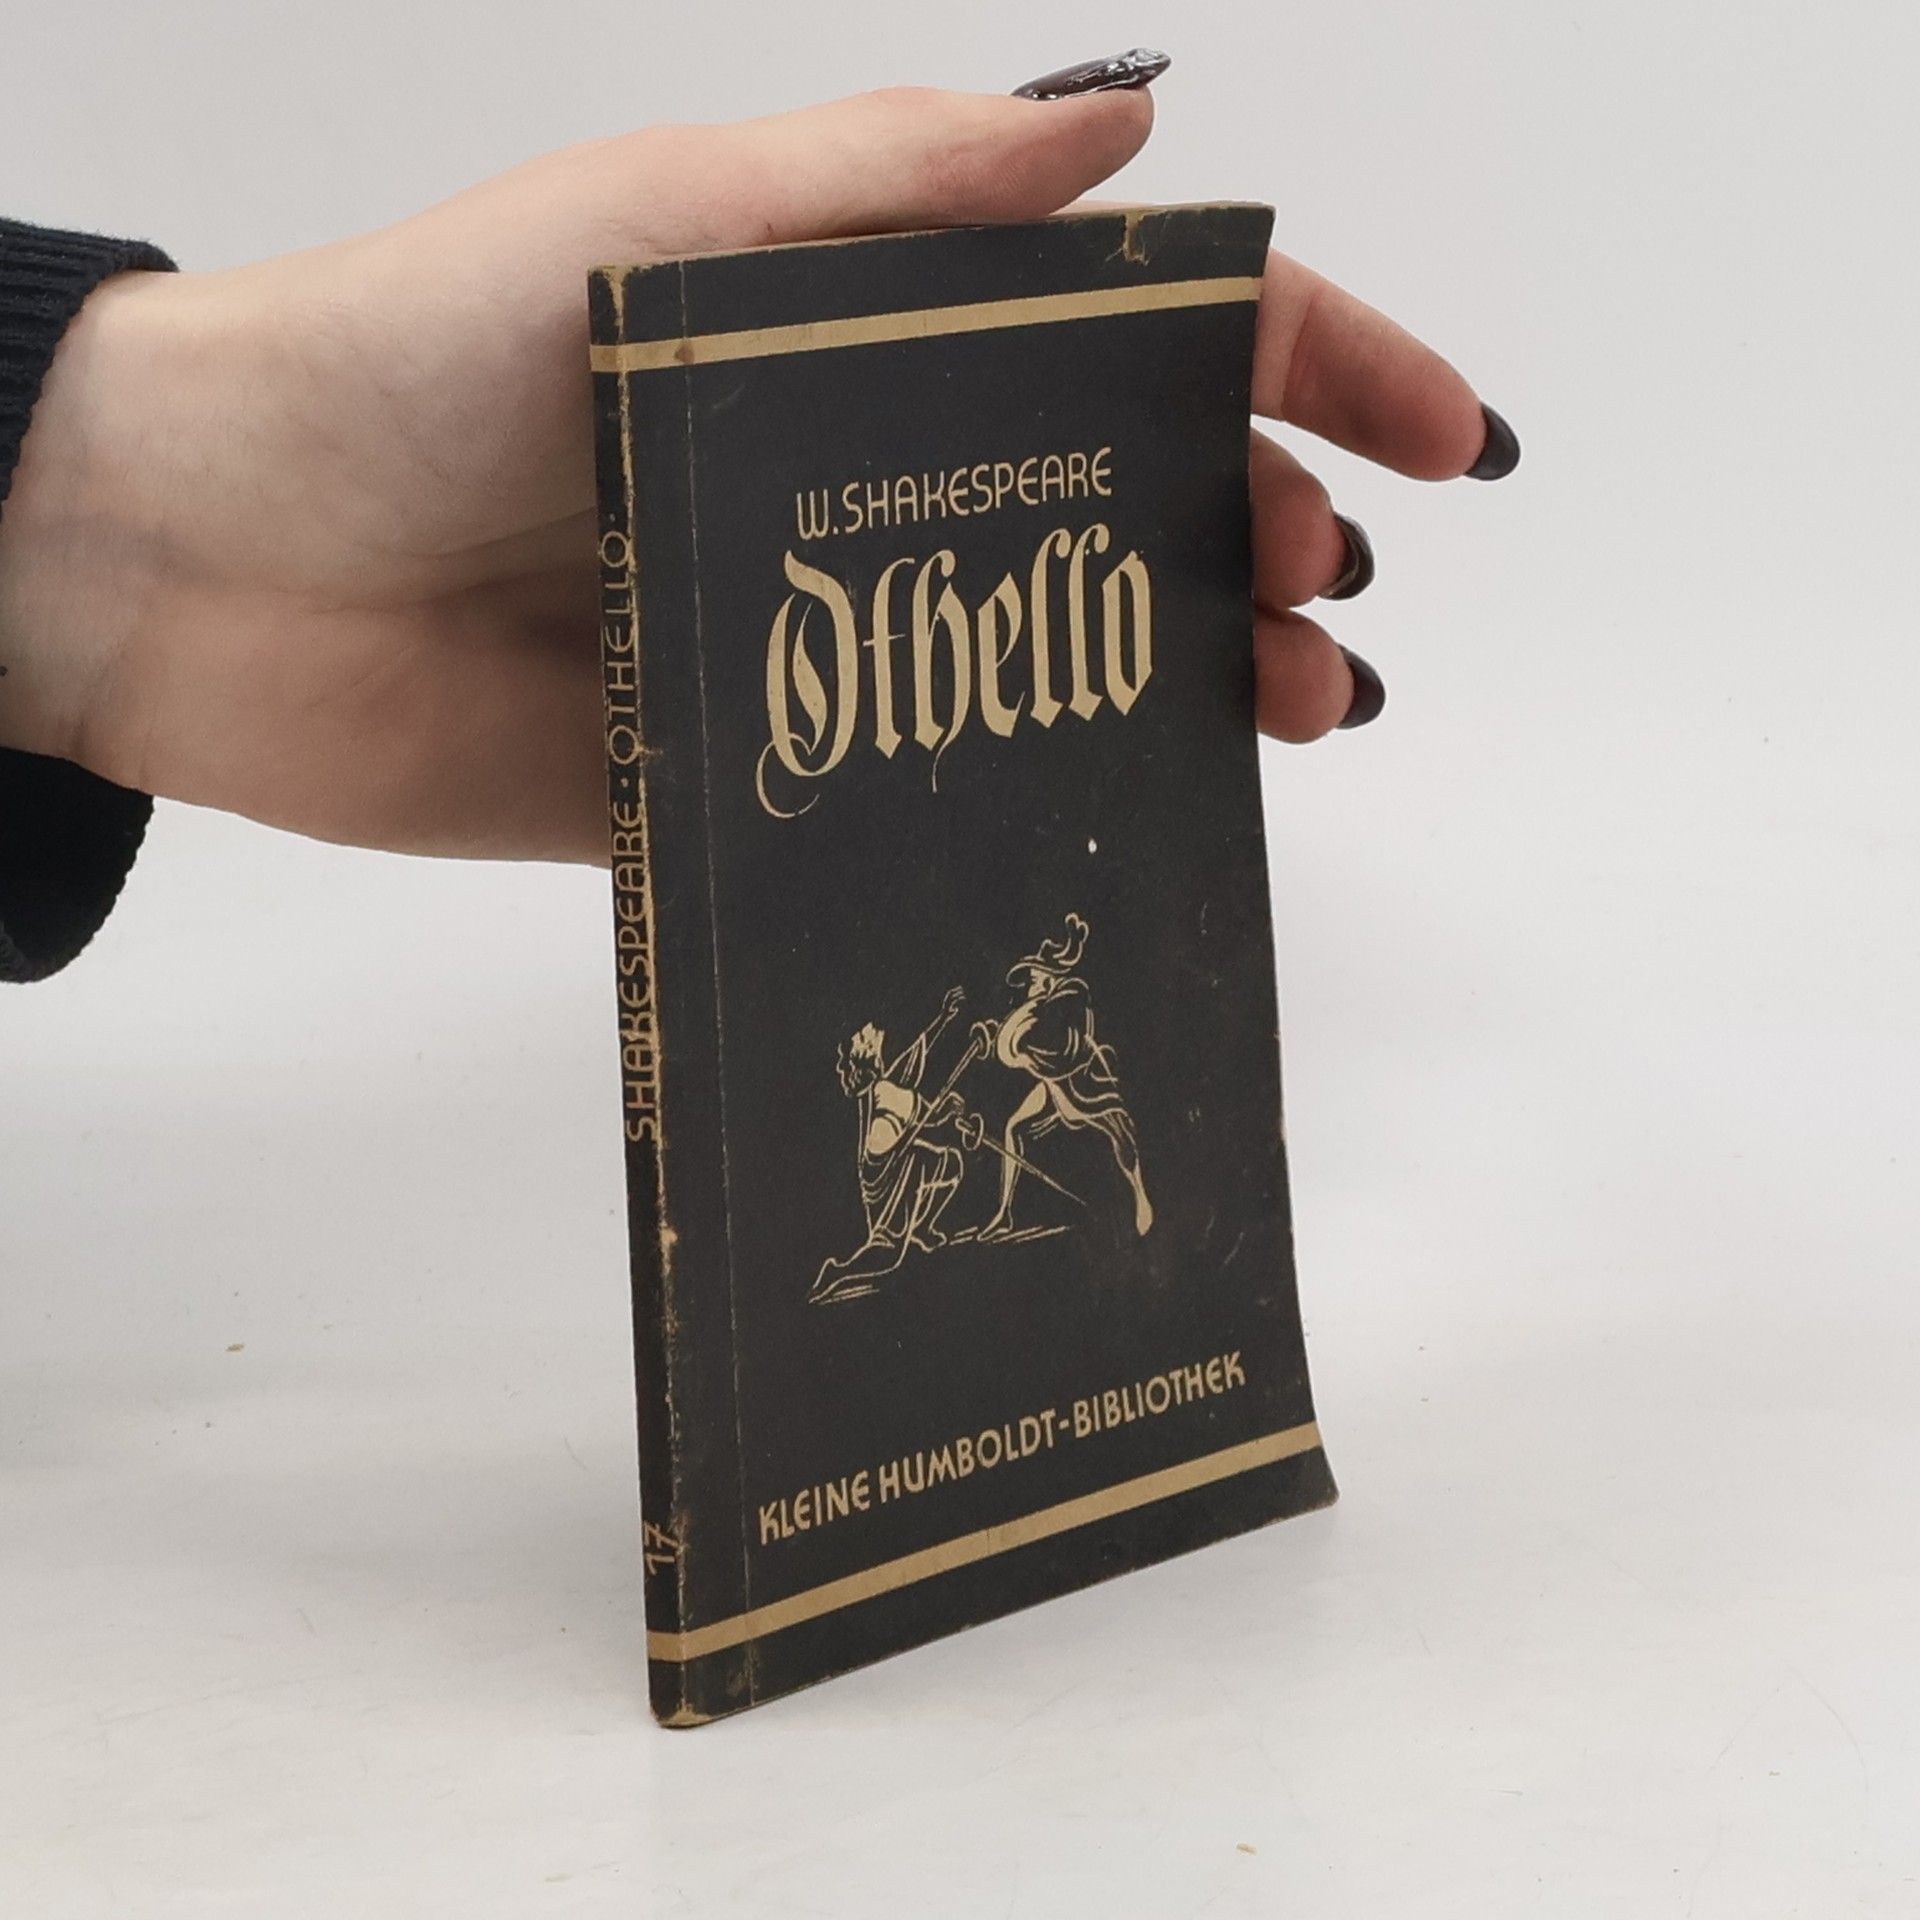 W. SHAKESPEARE
Othello
KLEINE HUMBOLDT-BIBLIOTHEK
SHAKESPEARE · OTHELLO ·
17